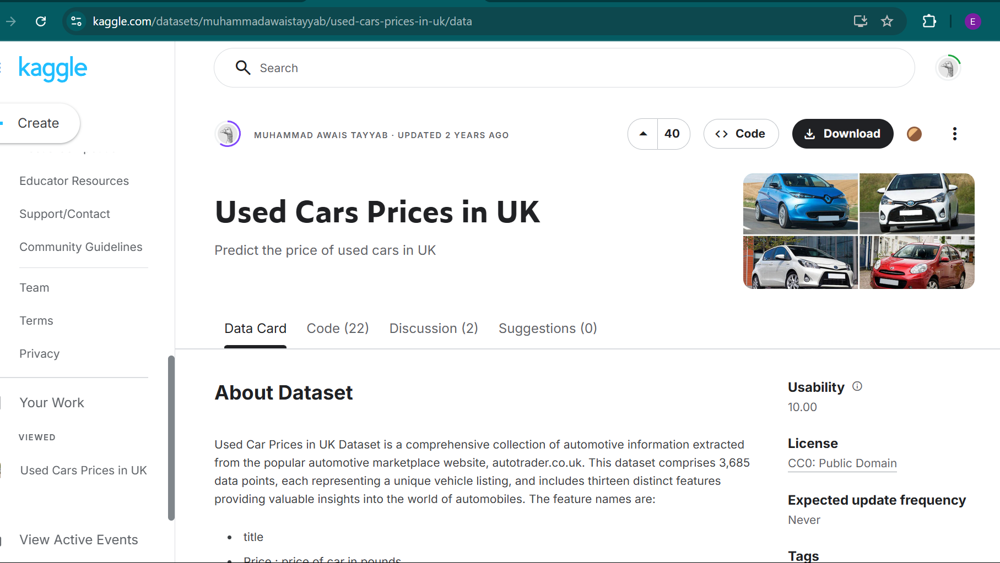 kaggle.com/datasets/muhammadawaistayyab/used-cars-prices-in-uk/data
E
kaggle
Search
Create
Educator Resources
Support/Contact
Community Guidelines
Team
Terms
Privacy
Your Work
VIEWED
Used Cars Prices in UK
View Active Events
MUHAMMAD AWAIS TAYYAB · UPDATED 2 YEARS AGO
40
Code
Download
Used Cars Prices in UK
Predict the price of used cars in UK
Data Card
Code (22)
Discussion (2)
Suggestions (0)
About Dataset
Used Car Prices in UK Dataset is a comprehensive collection of automotive information extracted
from the popular automotive marketplace website, autotrader.co.uk. This dataset comprises 3,685
data points, each representing a unique vehicle listing, and includes thirteen distinct features
providing valuable insights into the world of automobiles. The feature names are:
• title
• Price : price of car in pounds
Usability
10.00
License
CC0: Public Domain
Expected update frequency
Never
Tags